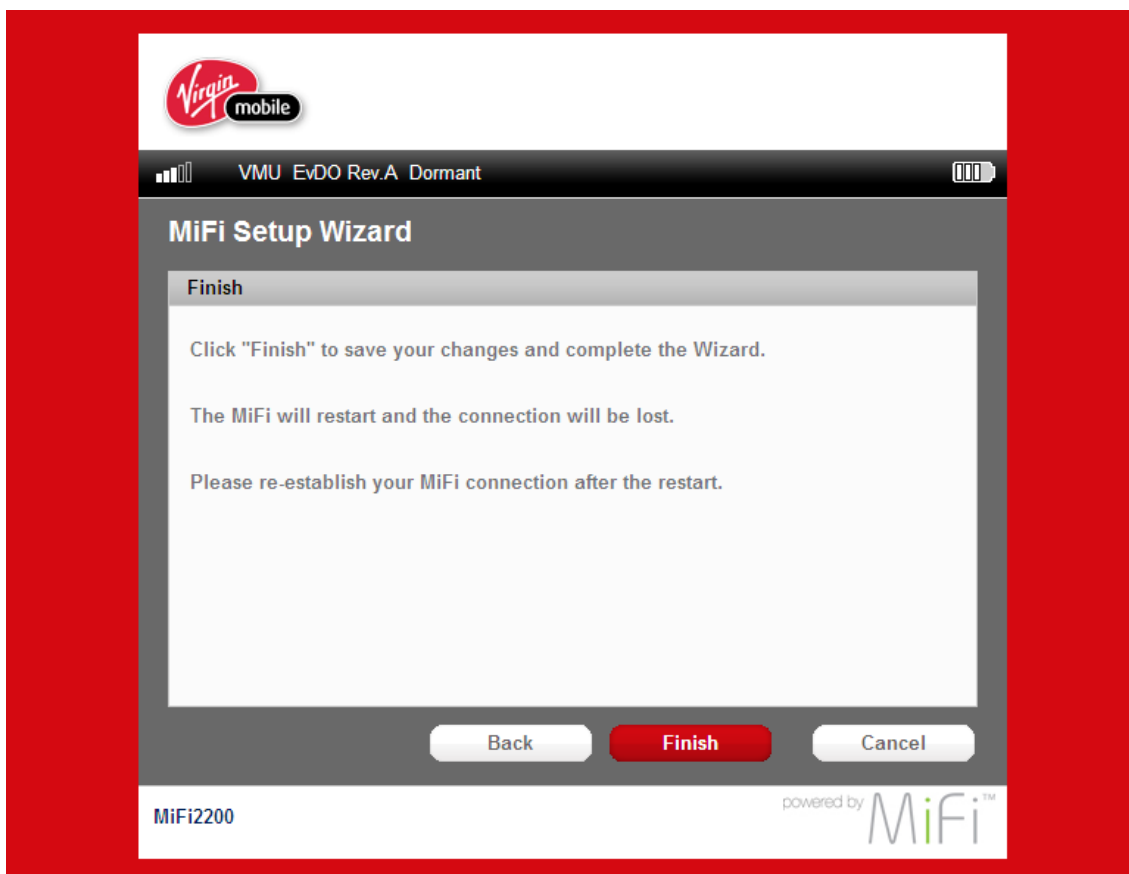 Virgin
mobile
VMU EvDO Rev.A Dormant
MiFi Setup Wizard
Finish
Click "Finish" to save your changes and complete the Wizard.
The MiFi will restart and the connection will be lost.
Please re-establish your MiFi connection after the restart.
Back Finish Cancel
MiFi2200 powered by MiFi™